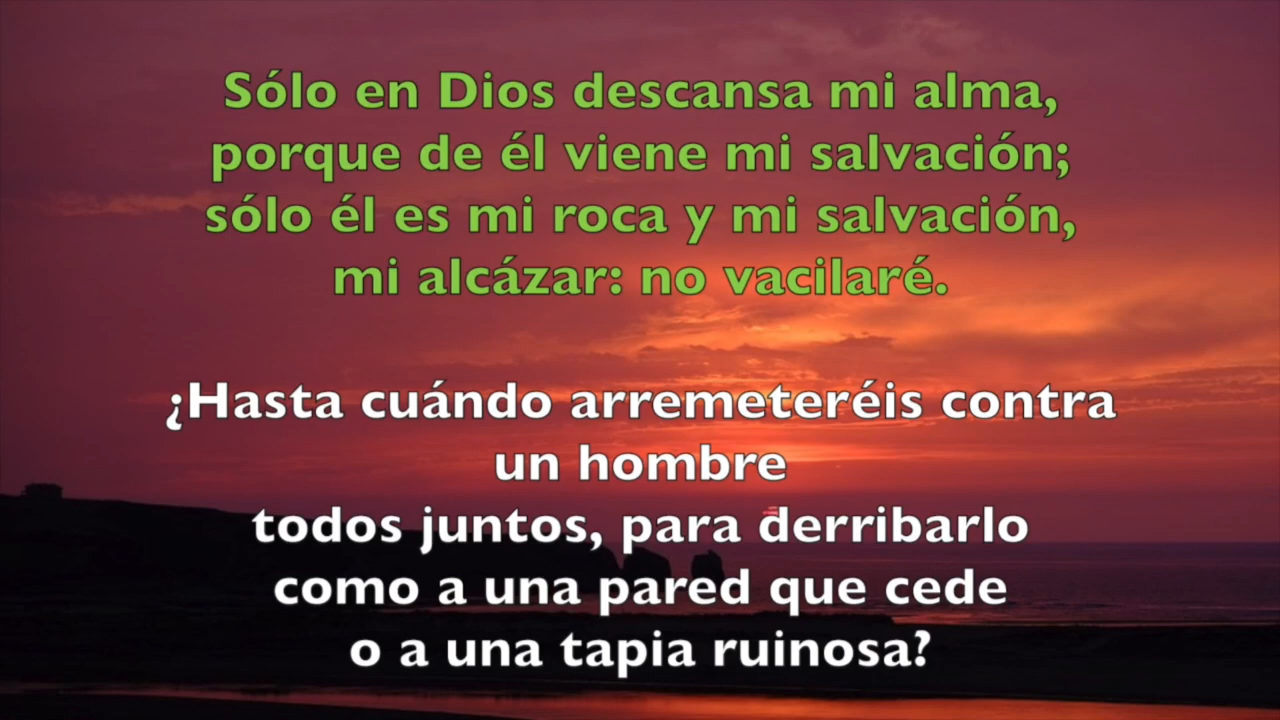 Sólo en Dios descansa mi alma,
porque de él viene mi salvación;
sólo él es mi roca y mi salvación,
mi alcázar: no vacilaré.
¿Hasta cuándo arremeteréis contra
un hombre
todos juntos, para derribarlo
como a una pared que cede
o a una tapia ruinosa?